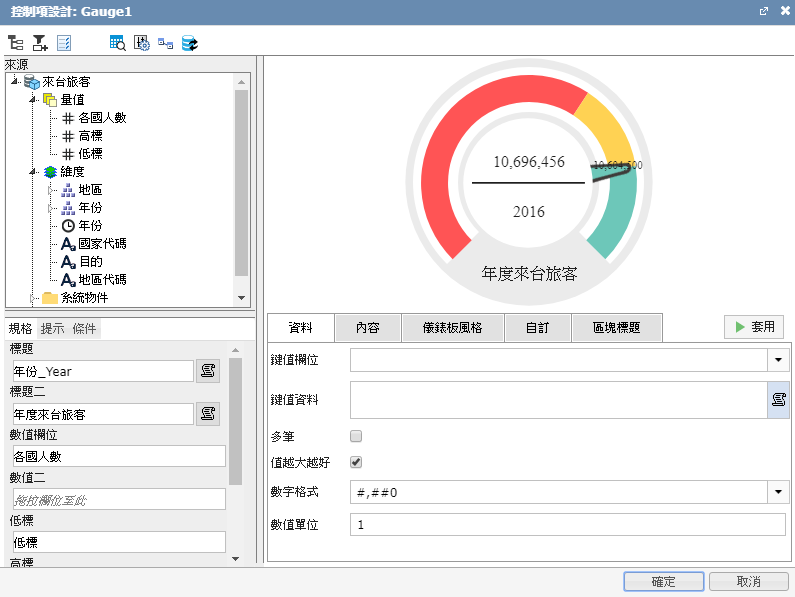 控制項設計: Gauge1
來源
來台旅客
量值
各國人數
高標
低標
維度
地區
年份
年份
國家代碼
目的
地區代碼
系統物件
規格 提示 條件
標題
年份_Year
標題二
年度來台旅客
數值欄位
各國人數
數值二
拖拉欄位至此
低標
低標
高標
10,696,456
10,604,500
2016
年度來台旅客
資料 內容 儀錶板風格 自訂 區塊標題 套用
鍵值欄位
鍵值資料
多筆
值越大越好
數字格式 #,##0
數值單位 1
確定 取消